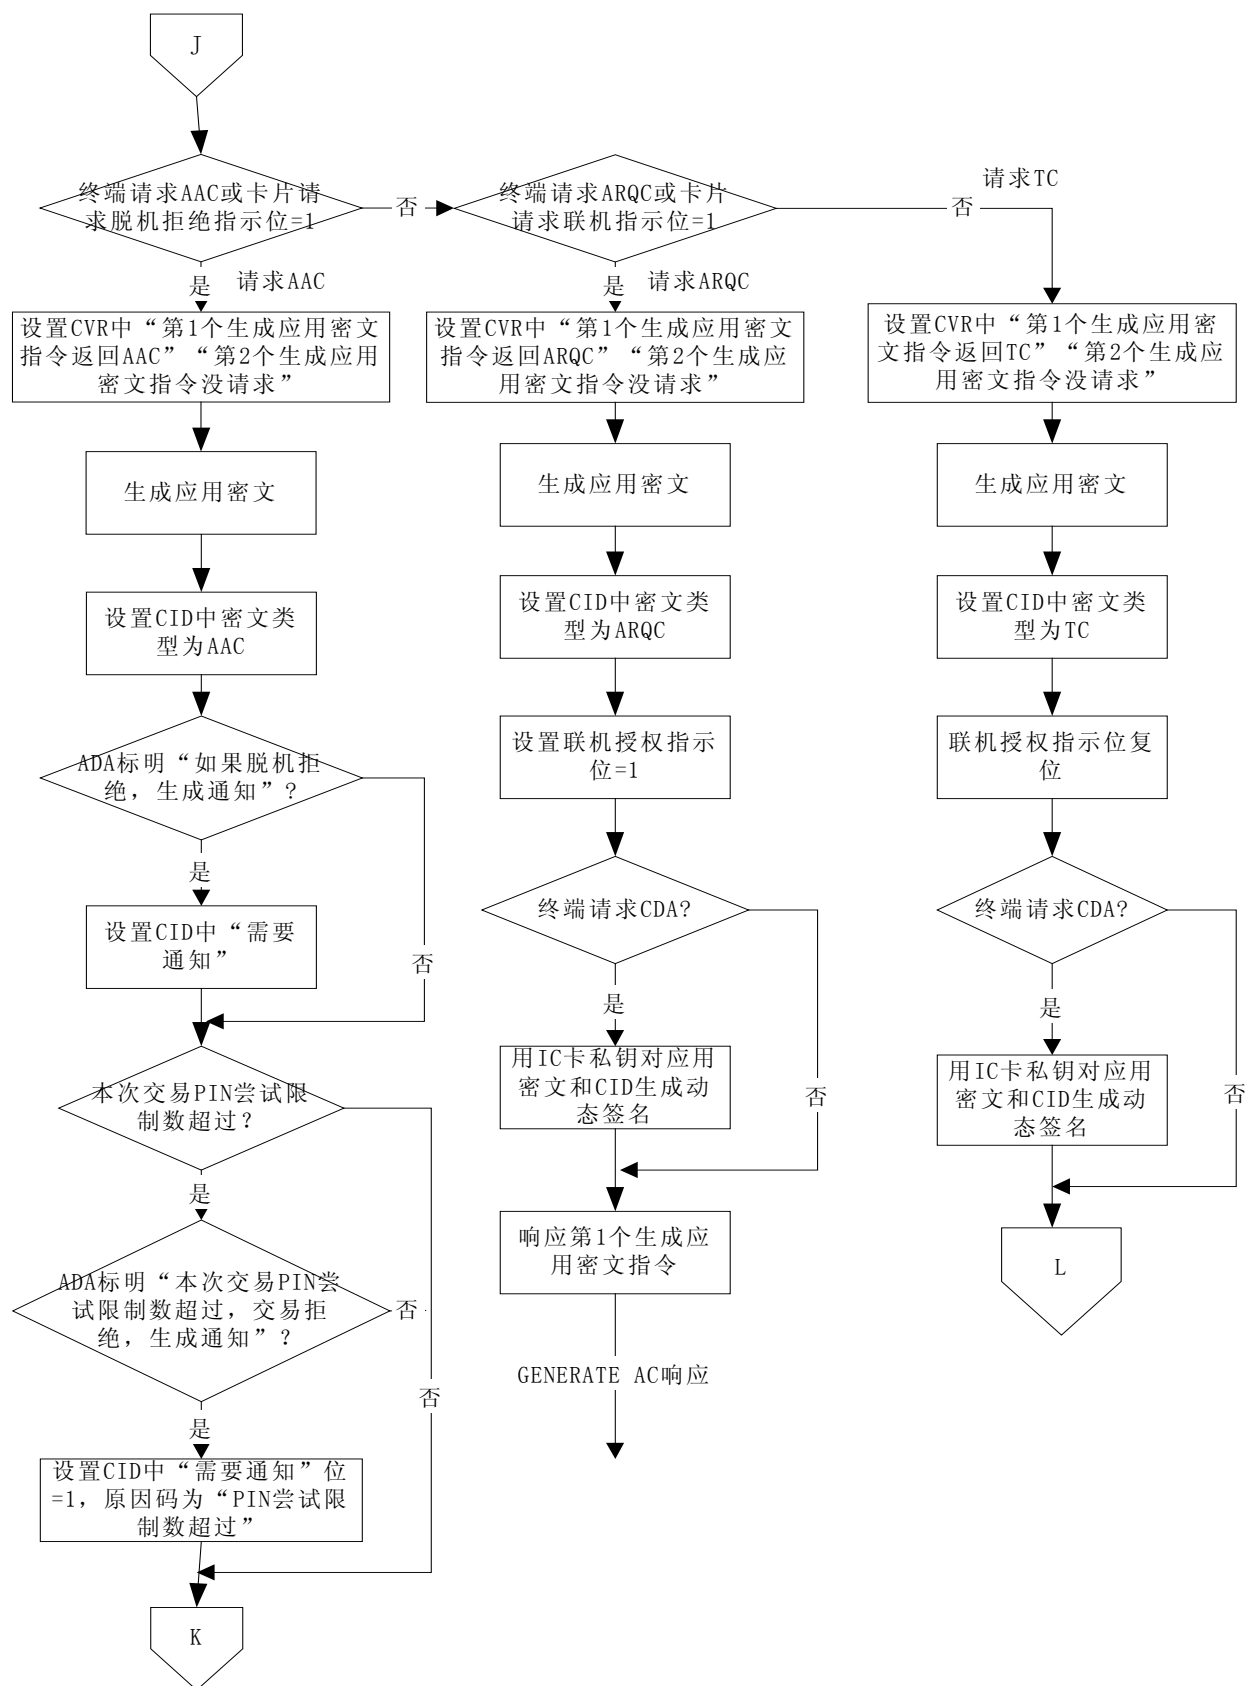 J
终端请求AAC或卡片请
求脱机拒绝指示位=1
否
终端请求ARQC或卡片
请求联机指示位=1
否
请求TC
是
请求AAC
是
请求ARQC
设置CVR中“第1个生成应用密文
指令返回AAC”“第2个生成应用
密文指令没请求”
设置CVR中“第1个生成应用密文
指令返回ARQC”“第2个生成应
用密文指令没请求”
设置CVR中“第1个生成应用密
文指令返回TC”“第2个生成应
用密文指令没请求”
生成应用密文
生成应用密文
生成应用密文
设置CID中密文类
型为AAC
设置CID中密文类
型为ARQC
设置CID中密文类
型为TC
ADA标明“如果脱机拒
绝，生成通知”?
设置联机授权指示
位=1
联机授权指示位复
位
是
否
设置CID中“需要
通知”
终端请求CDA?
终端请求CDA?
是
否
是
否
本次交易PIN尝试限
制数超过？
用IC卡私钥对应用
密文和CID生成动
态签名
用IC卡私钥对应用
密文和CID生成动
态签名
是
否
ADA标明“本次交易PIN尝
试限制数超过，交易拒
绝，生成通知”？
否
响应第1个生成应
用密文指令
L
GENERATE AC响应
是
设置CID中“需要通知”位
=1，原因码为“PIN尝试限
制数超过”
K